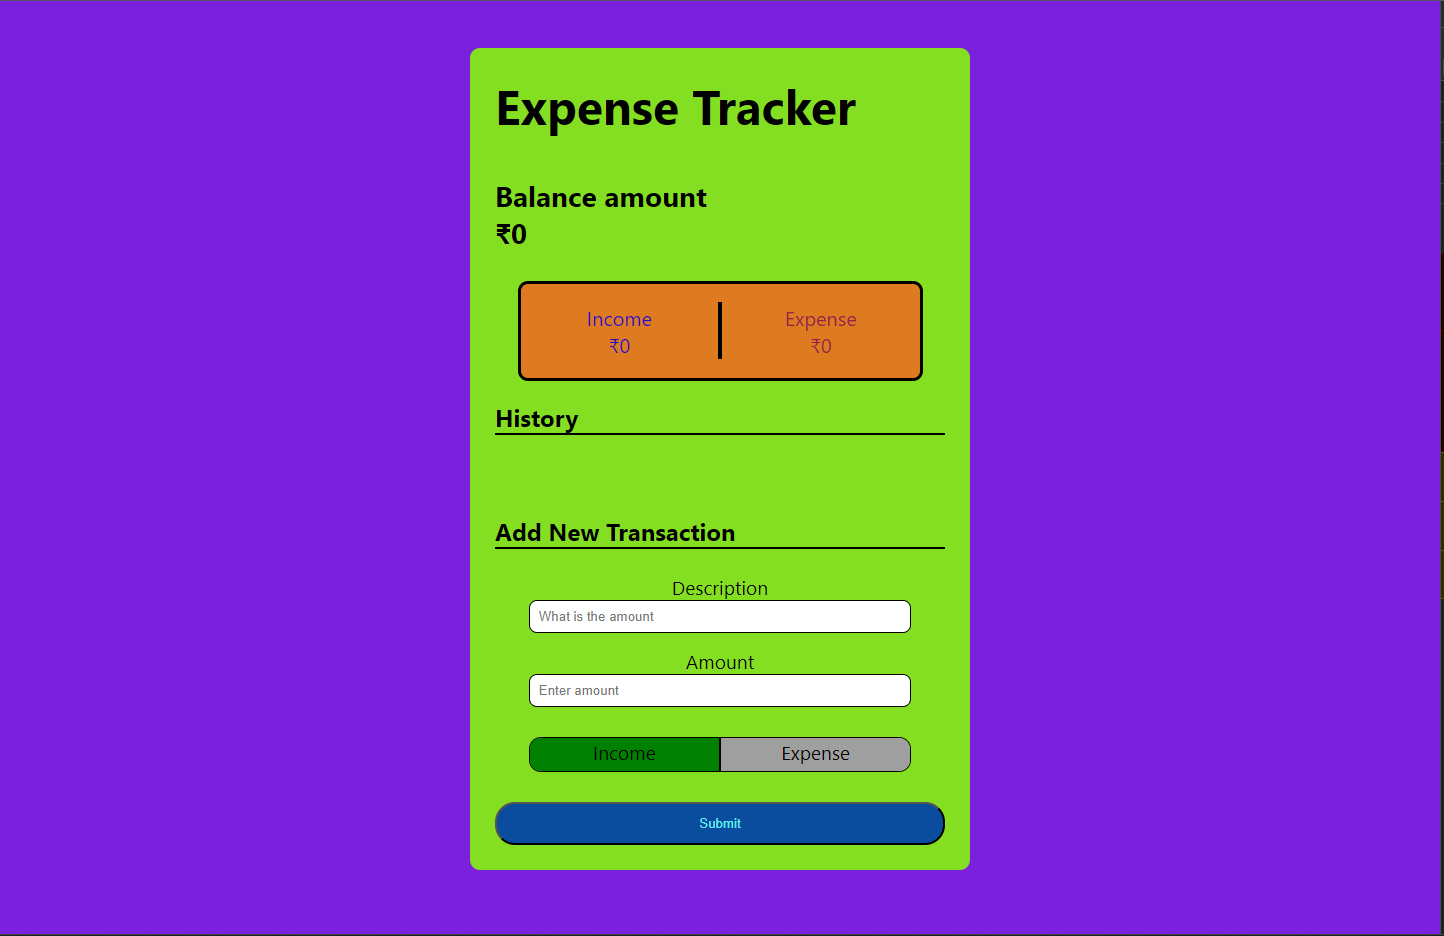 Expense Tracker
Balance amount
₹0
Income Expense
₹0 ₹0
History
Add New Transaction
Description
What is the amount
Amount
Enter amount
Income Expense
Submit